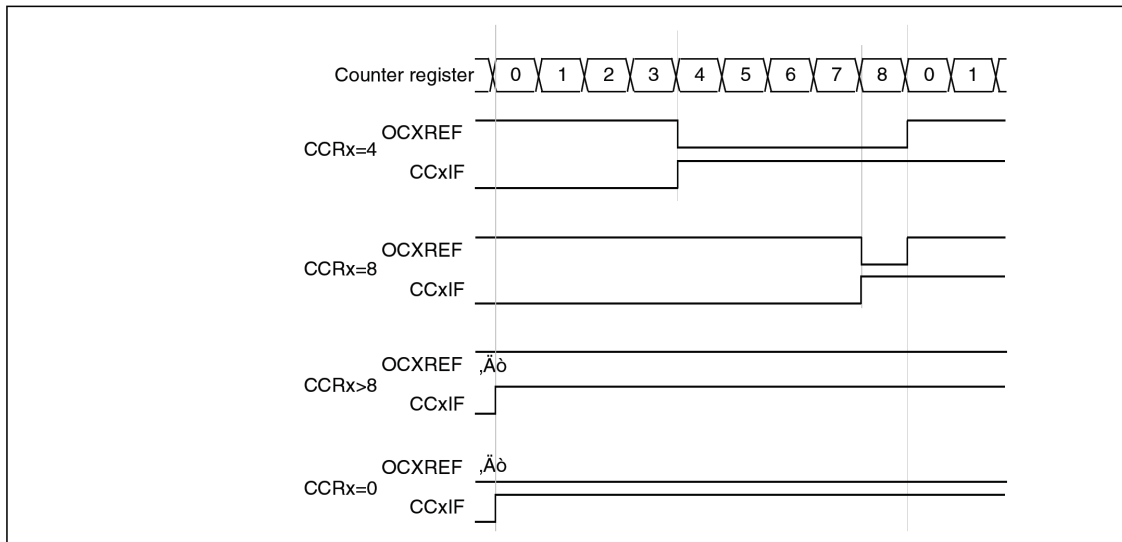 Counter register 0 1 2 3 4 5 6 7 8 0 1
OCXREF
CCRx=4
CCxIF
OCXREF
CCRx=8
CCxIF
OCXREF ‚Äò
CCRx>8
CCxIF
OCXREF ‚Äò
CCRx=0
CCxIF